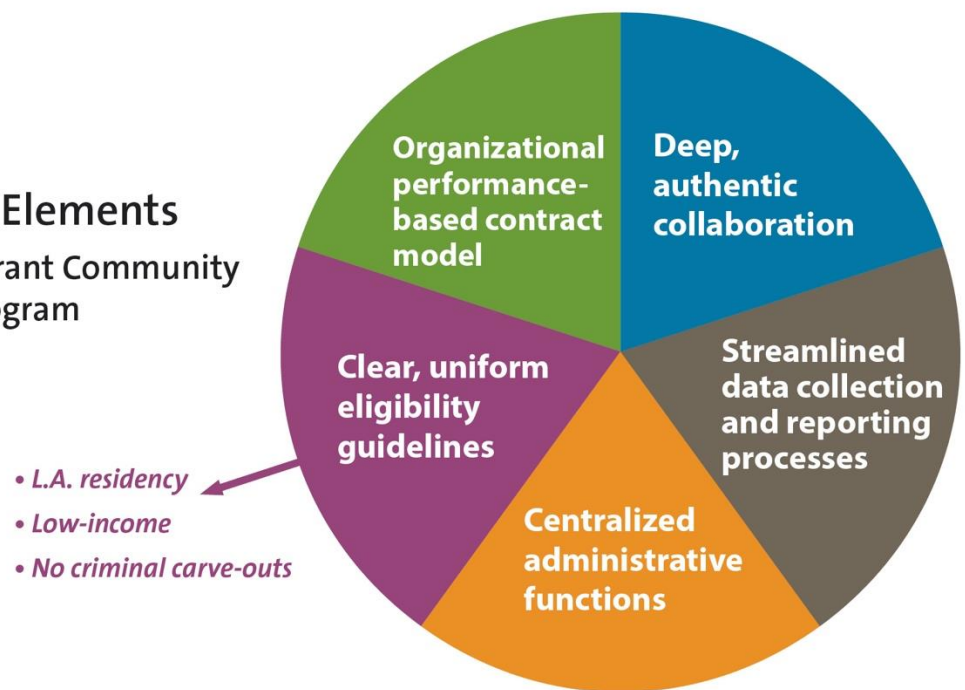 Elements
rant Community
ogram
Organizational
performance-
based contract
model
Deep,
authentic
collaboration
Clear, uniform
eligibility
guidelines
Streamlined
data collection
and reporting
processes
Centralized
administrative
functions
• L.A. residency
• Low-income
• No criminal carve-outs